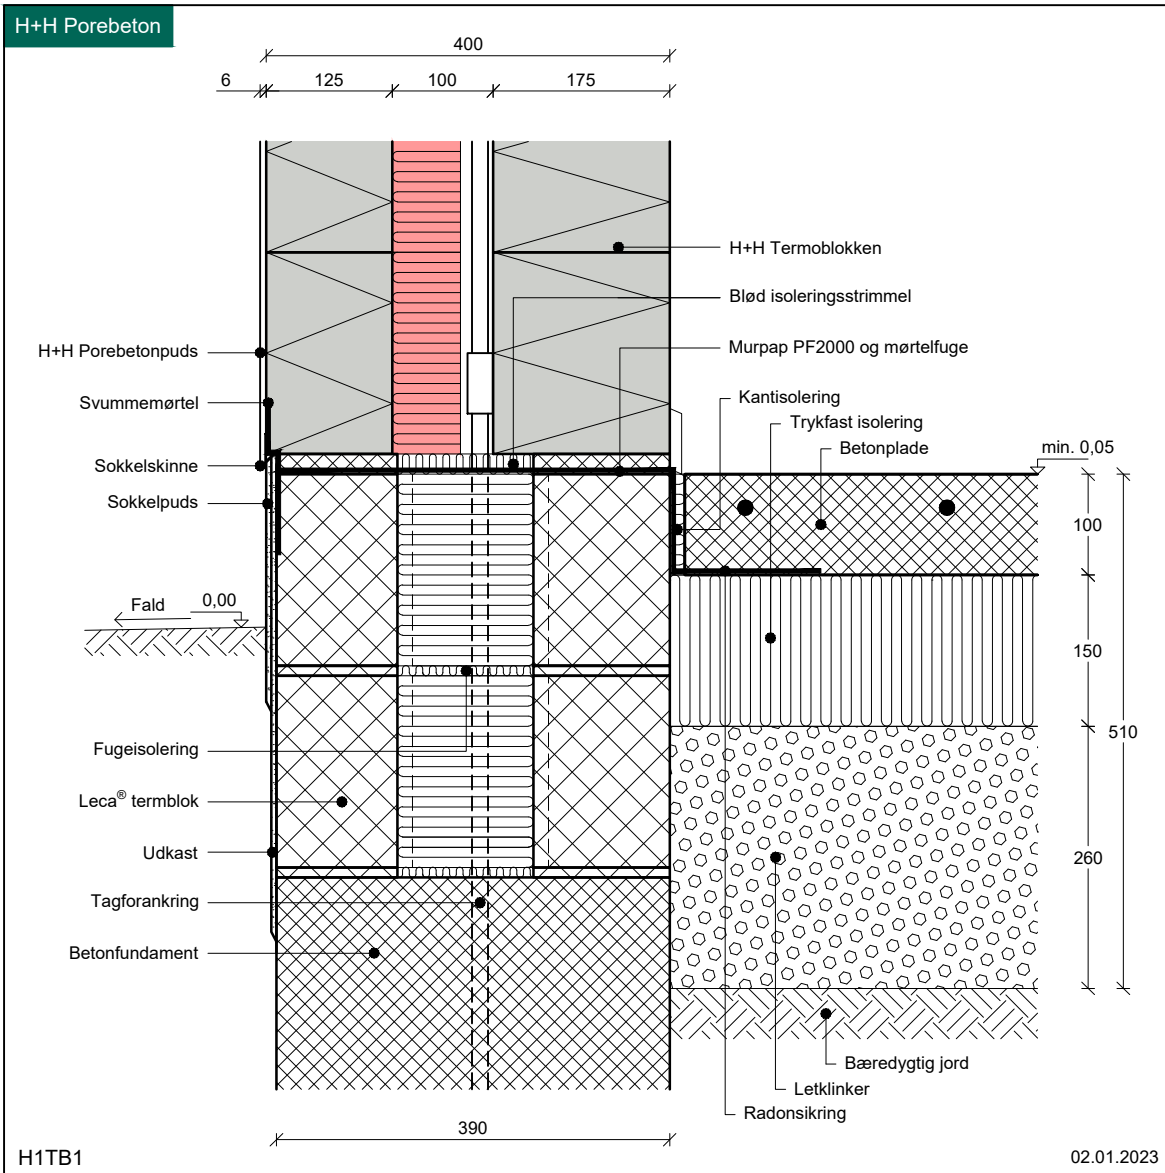 H+H Porebeton
400
6 125 100 175
H+H Termoblokken
Blød isoleringsstrimmel
Murpap PF2000 og mørtelfuge
Kantisolering
Trykfast isolering
Betonplade
min. 0,05
H+H Porebetonpuds
Svummemørtel
Sokkelskinne
Sokkelpuds
Fald 0,00
Fugeisolering
Leca® termblok
Udkast
Tagforankring
Betonfundament
100
150
510
260
Bæredygtig jord
Letklinker
Radonsikring
390
H1TB1
02.01.2023